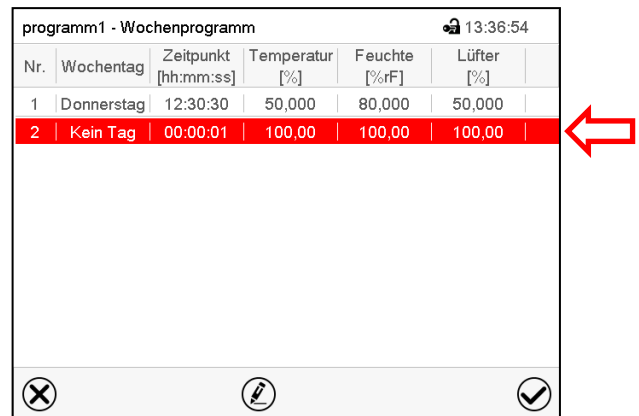 programm1 - Wochenprogramm 13:36:54
Nr. Wochentag Zeitpunkt [hh:mm:ss] Temperatur [%] Feuchte [%rF] Lüfter [%]
1 Donnerstag 12:30:30 50,000 80,000 50,000
2 Kein Tag 00:00:01 100,00 100,00 100,00